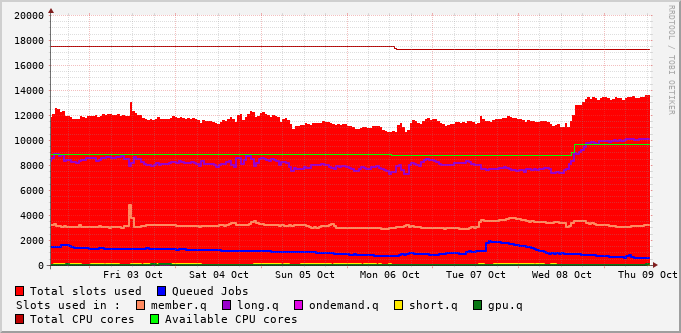 RRDTOOL / TOBI OETIKER
20000
18000
16000
14000
12000
10000
8000
6000
4000
2000
0
Fri 03 Oct Sat 04 Oct Sun 05 Oct Mon 06 Oct Tue 07 Oct Wed 08 Oct Thu 09 Oct
Total slots used Queued Jobs
Slots used in : member.q long.q ondemand.q short.q gpu.q
Total CPU cores Available CPU cores